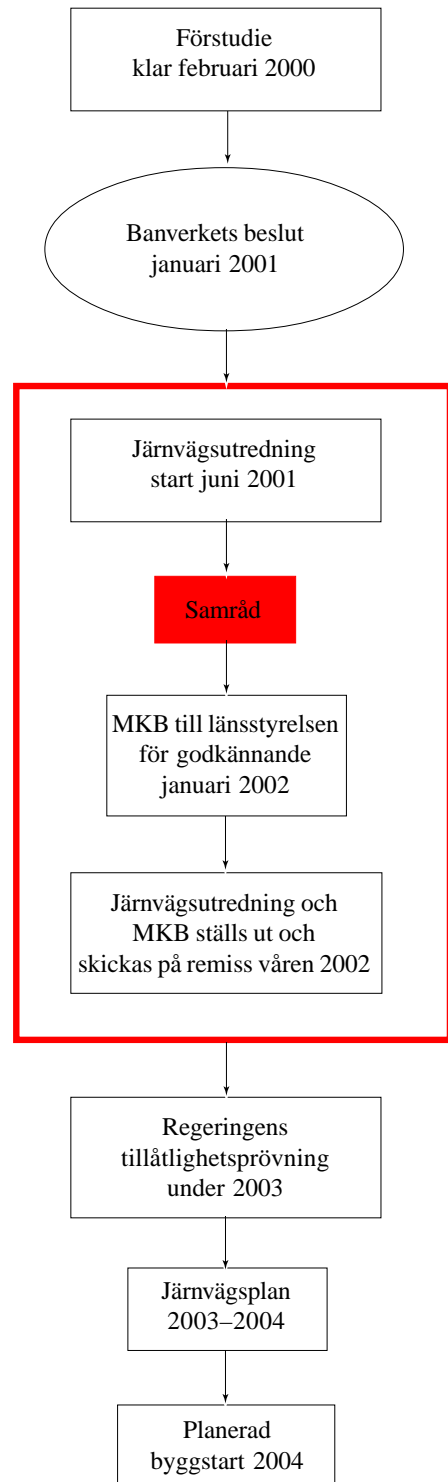 Förstudie
klar februari 2000
Banverkets beslut
januari 2001
Järnvägsutredning
start juni 2001
Samråd
MKB till länsstyrelsen
för godkännande
januari 2002
Järnvägsutredning och
MKB ställs ut och
skickas på remiss våren 2002
Regeringens
tillåtlighetsprövning
under 2003
Järnvägsplan
2003–2004
Planerad
byggstart 2004